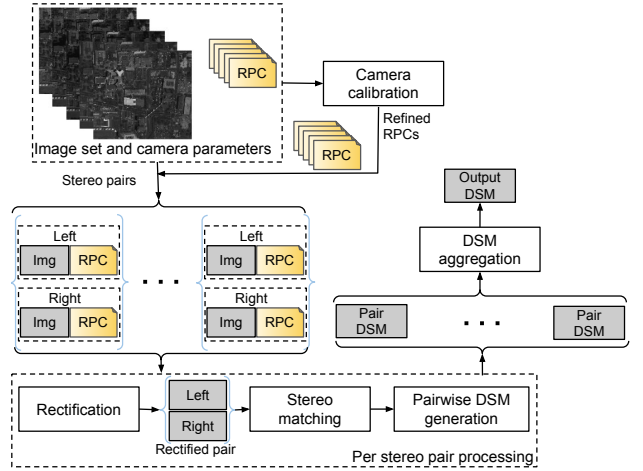 RPC
Camera
calibration
Image set and camera parameters
Refined
RPCs
RPC
Stereo pairs
Left
Img RPC
Right
Img RPC
. . .
Left
Img RPC
Right
Img RPC
Output
DSM
DSM
aggregation
Pair
DSM
. . .
Pair
DSM
Rectification
Left
Right
Rectified pair
Stereo
matching
Pairwise DSM
generation
Per stereo pair processing